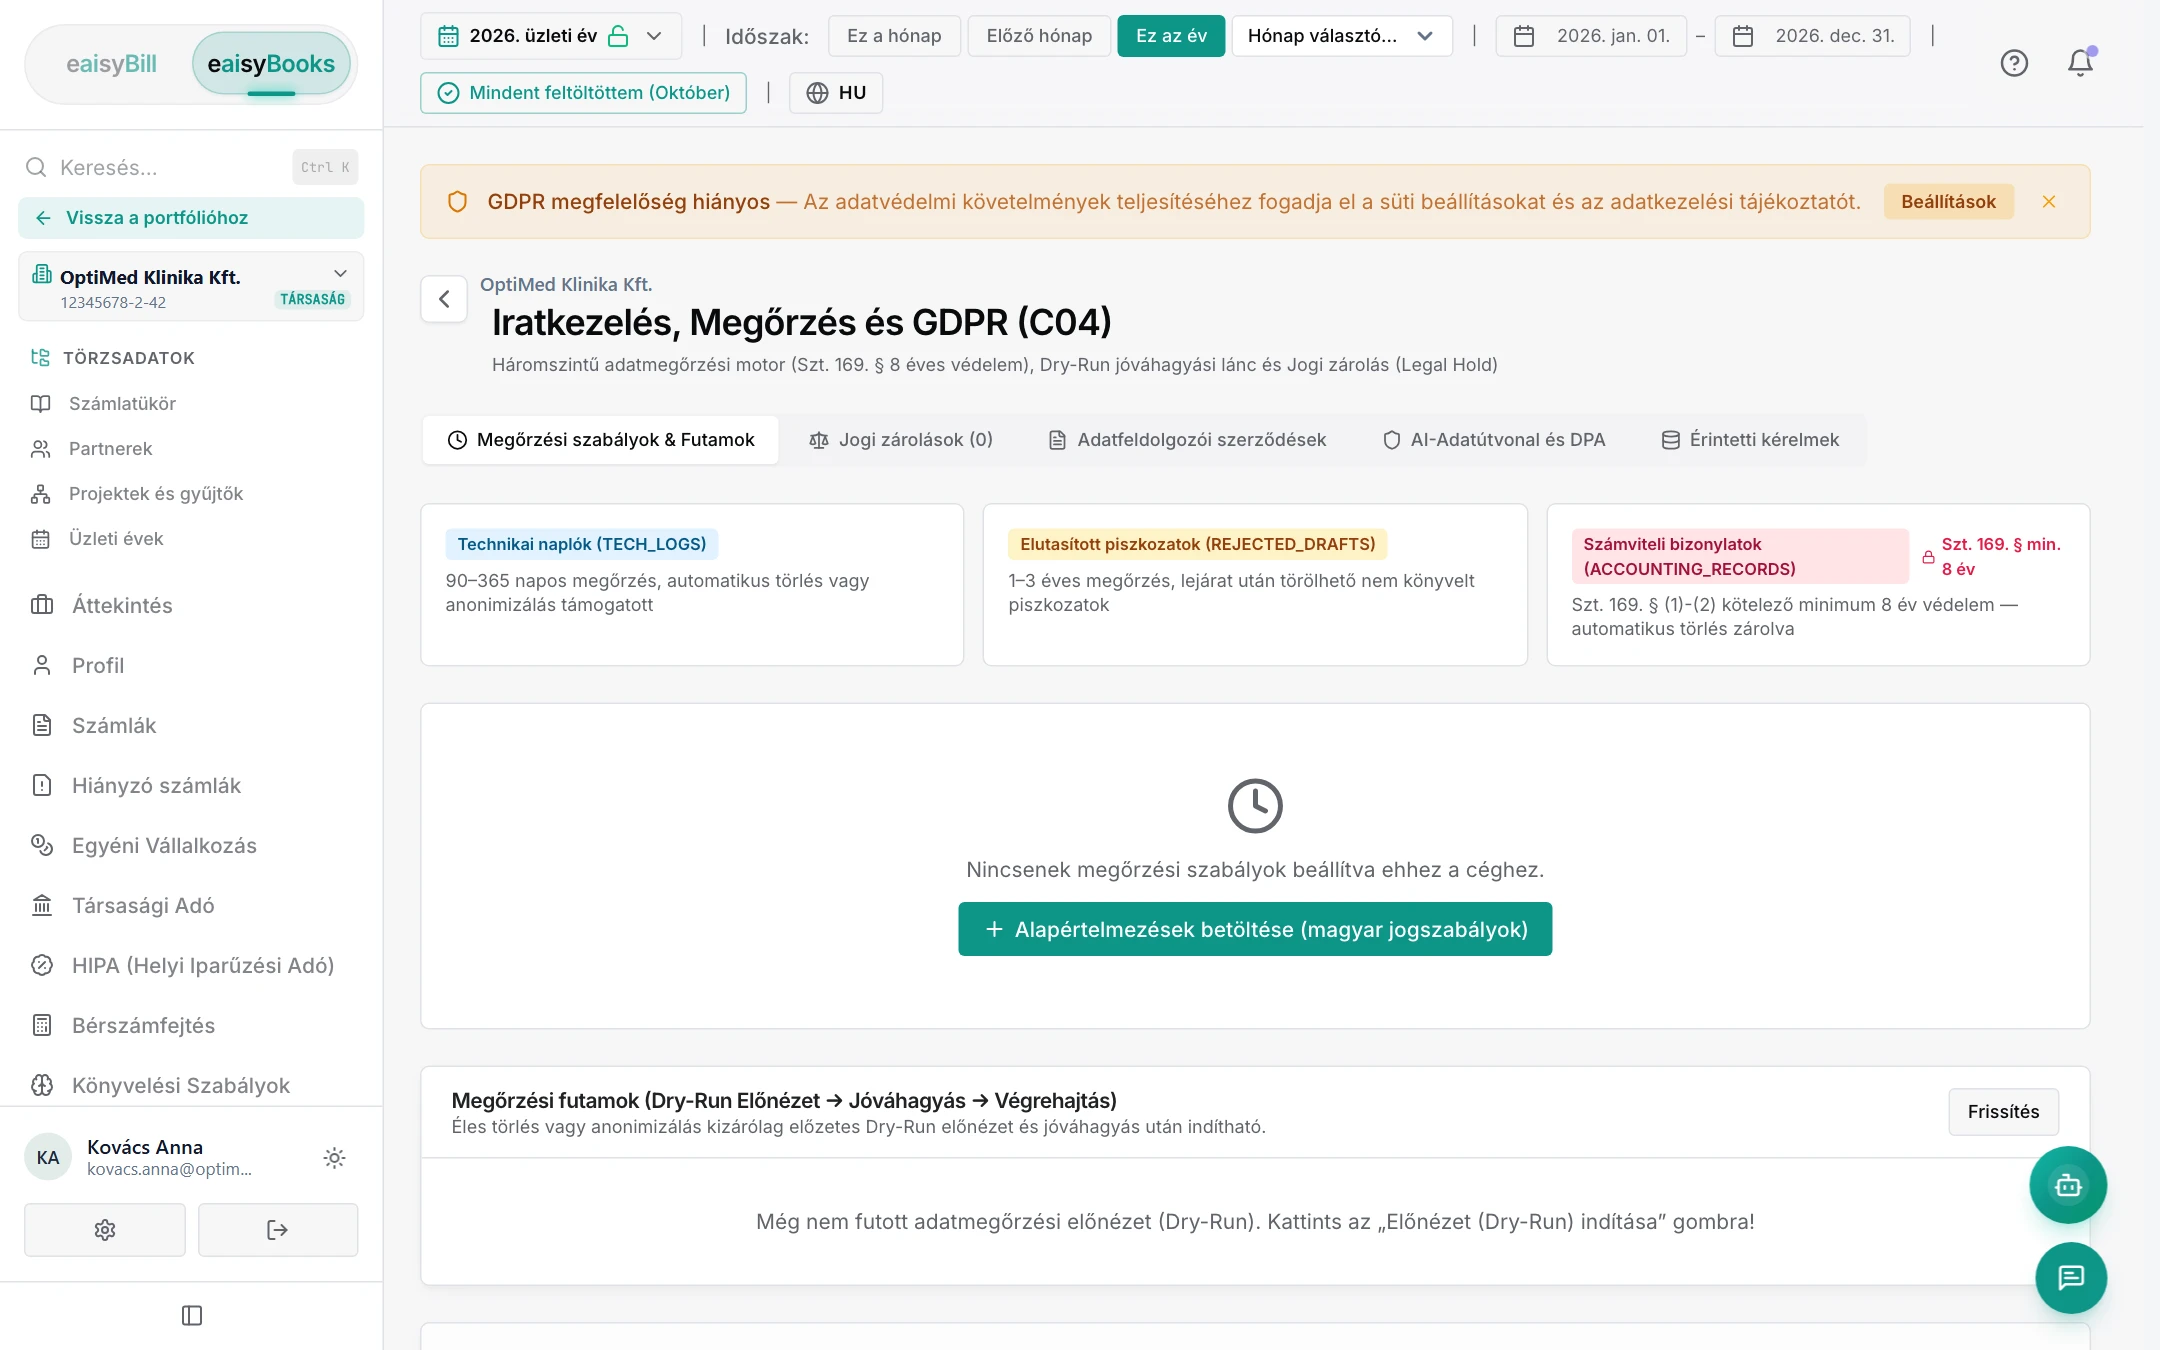 eaisyBill
eaisyBooks
Keresés...
Ctrl K
Vissza a portfólióhoz
OptiMed Klinika Kft.
12345678-2-42
TÁRSASÁG
TÖRZSADATOK
Számlatükör
Partnerek
Projektek és gyűjtők
Üzleti évek
Áttekintés
Profil
Számlák
Hiányzó számlák
Egyéni Vállalkozás
Társasági Adó
HIPA (Helyi Iparűzési Adó)
Bérszámfejtés
Könyvelési Szabályok
KA
Kovács Anna
kovacs.anna@optim...
2026. üzleti év
Időszak:
Ez a hónap
Előző hónap
Ez az év
Hónap választó...
2026. jan. 01.
–
2026. dec. 31.
Mindent feltöltöttem (Október)
HU
GDPR megfelelőség hiányos — Az adatvédelmi követelmények teljesítéséhez fogadja el a süti beállításokat és az adatkezelési tájékoztatót.
Beállítások
OptiMed Klinika Kft.
Iratkezelés, Megőrzés és GDPR (C04)
Háromszintű adatmegőrzési motor (Szt. 169. § 8 éves védelem), Dry-Run jóváhagyási lánc és Jogi zárolás (Legal Hold)
Megőrzési szabályok & Futamok
Jogi zárolások (0)
Adatfeldolgozói szerződések
AI-Adatútvonal és DPA
Érintetti kérelmek
Technikai naplók (TECH_LOGS)
90–365 napos megőrzés, automatikus törlés vagy
anonimizálás támogatott
Elutasított piszkozatok (REJECTED_DRAFTS)
1–3 éves megőrzés, lejárat után törölhető nem könyvelt
piszkozatok
Számviteli bizonylatok
(ACCOUNTING_RECORDS)
Szt. 169. § min.
8 év
Szt. 169. § (1)-(2) kötelező minimum 8 év védelem —
automatikus törlés zárolva
Nincsenek megőrzési szabályok beállítva ehhez a céghez.
+ Alapértelmezések betöltése (magyar jogszabályok)
Megőrzési futamok (Dry-Run Előnézet → Jóváhagyás → Végrehajtás)
Éles törlés vagy anonimizálás kizárólag előzetes Dry-Run előnézet és jóváhagyás után indítható.
Frissítés
Még nem futott adatmegőrzési előnézet (Dry-Run). Kattints az „Előnézet (Dry-Run) indítása” gombra!